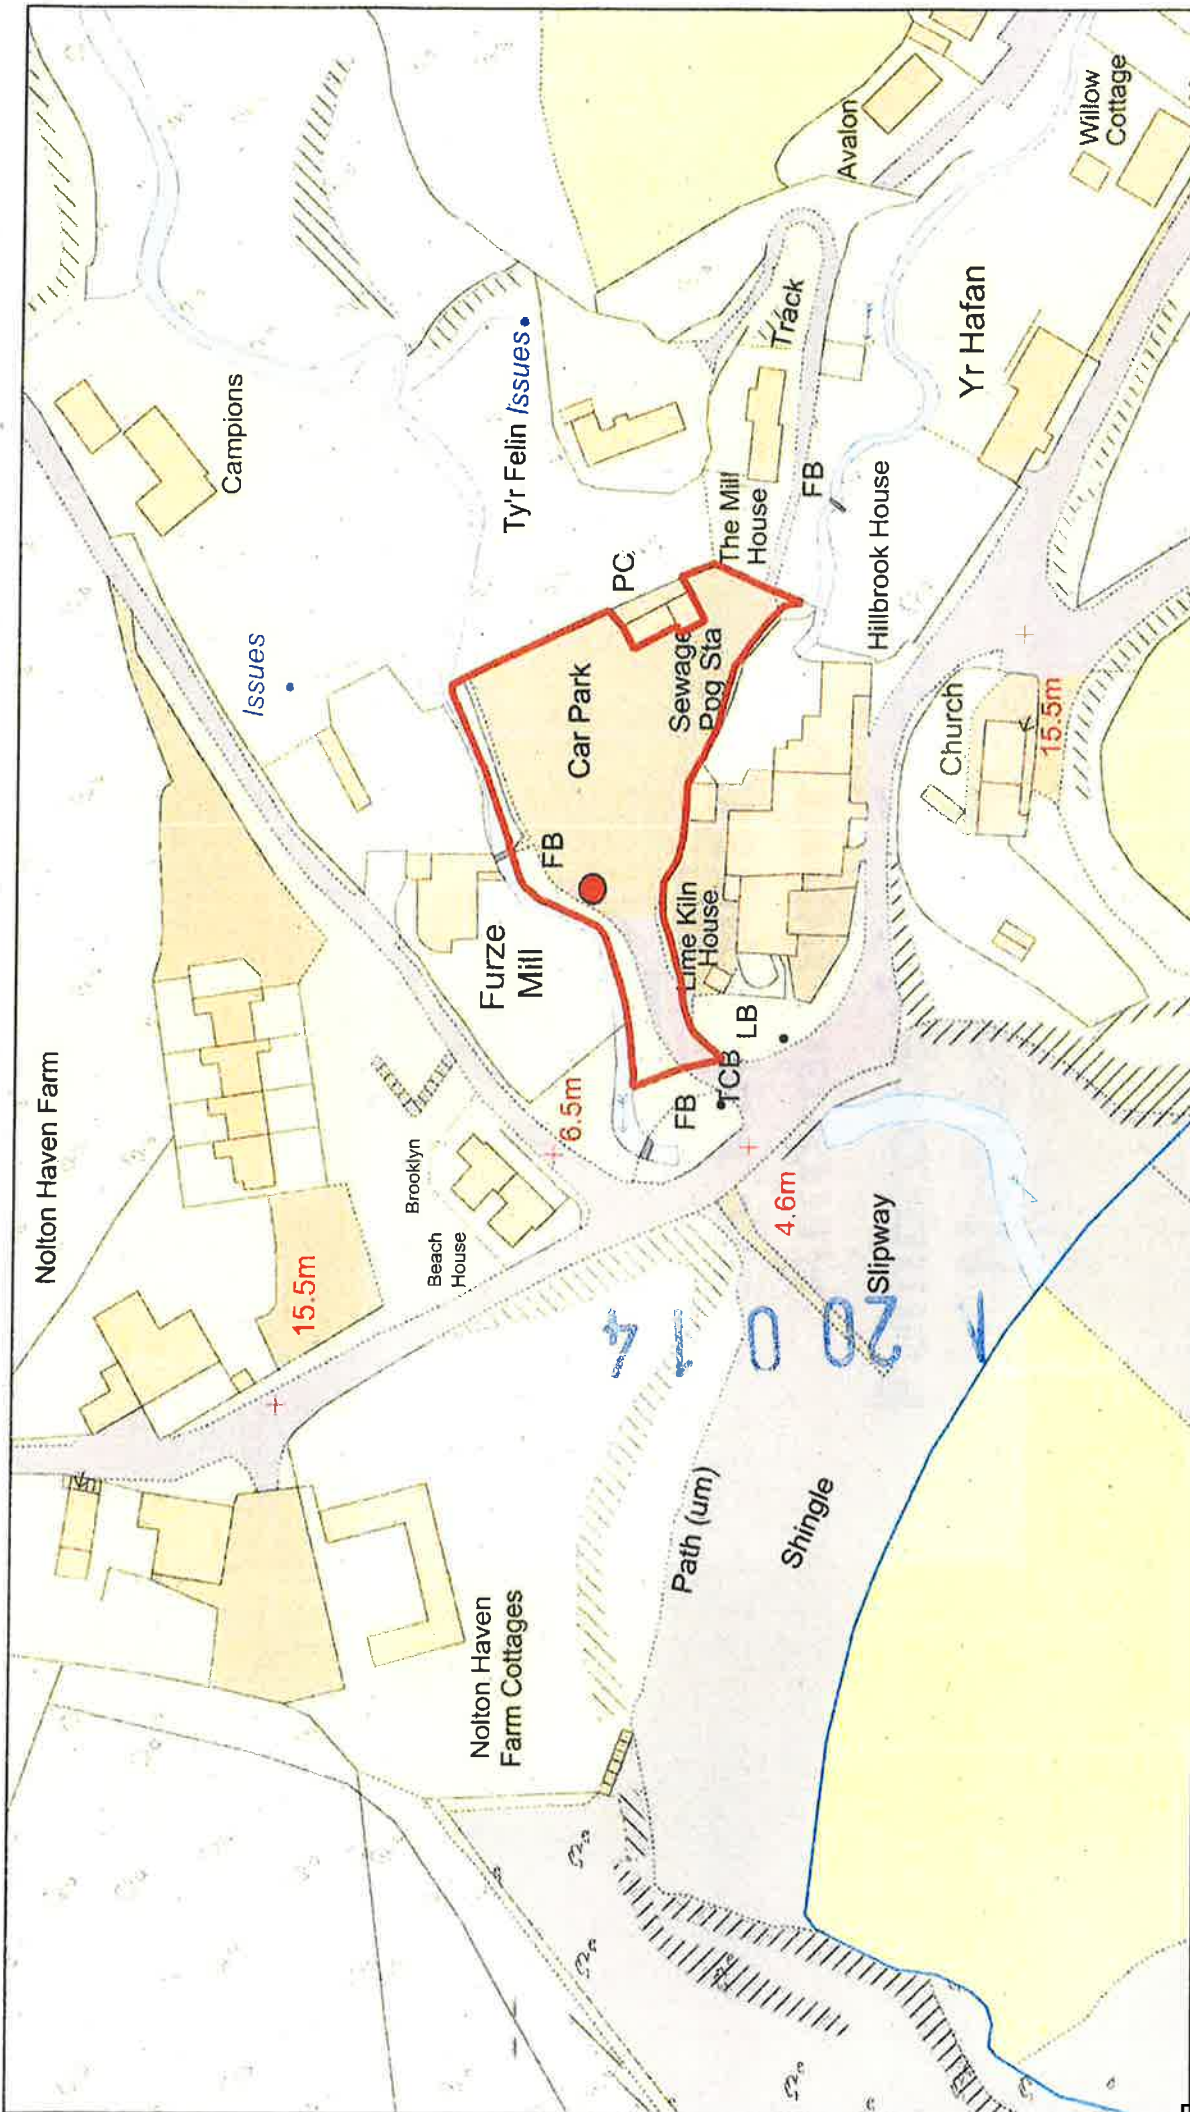 Nolton Haven Farm
Campions
Issues
15.5m
Brooklyn
Beach
House
6.5m
Furze
Mill
Ty'r Felin
Issues
PC
FB
Car Park
Sewage
Ppg Sta
The Mill
House
Track
Avalon
Willow
Cottage
FB
Yr Hafan
Hillbrook House
Lime Kiln
House
LB
TCB
FB
4.6m
Church
15.5m
Slipway
Nolton Haven
Farm Cottages
Path (um)
Shingle